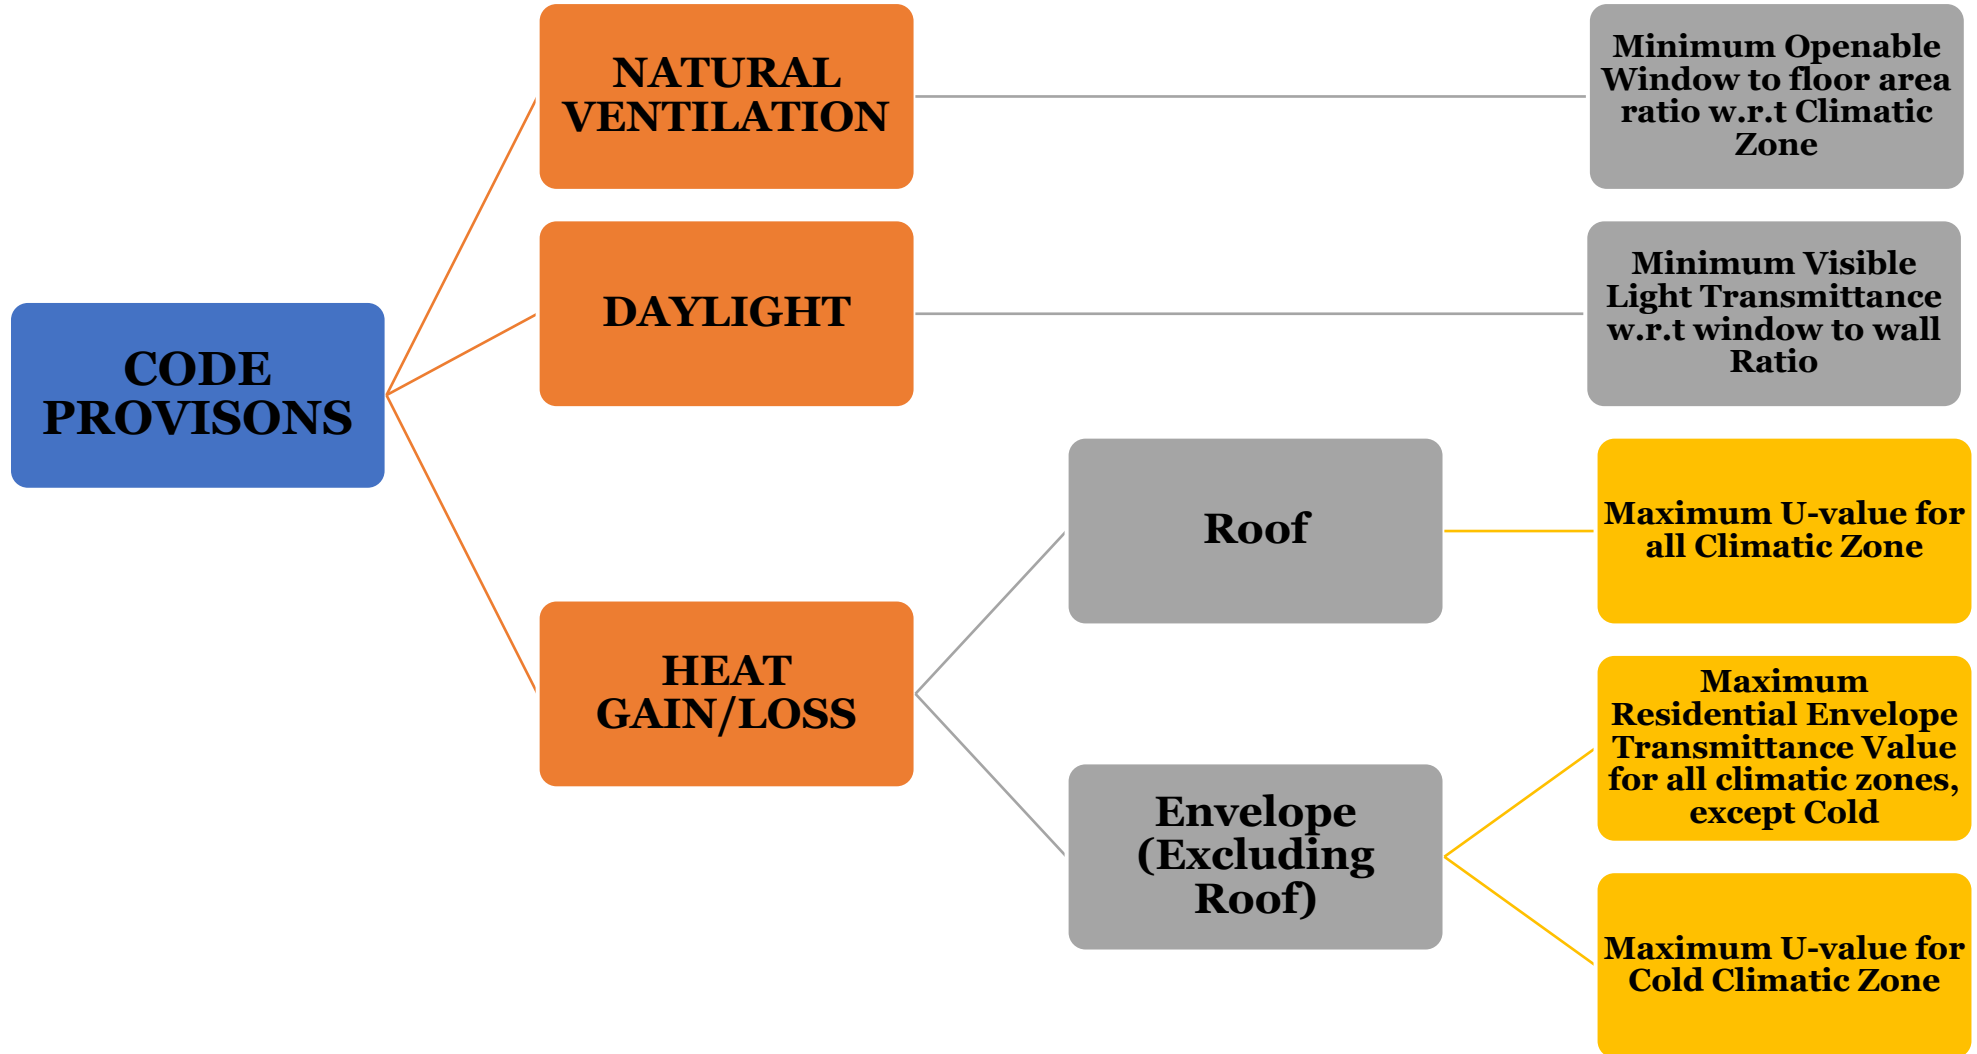 NATURAL
VENTILATION
Minimum Openable
Window to floor area
ratio w.r.t Climatic
Zone
DAYLIGHT
Minimum Visible
Light Transmittance
w.r.t window to wall
Ratio
CODE
PROVISONS
Roof
Maximum U-value for
all Climatic Zone
HEAT
GAIN/LOSS
Envelope
(Excluding
Roof)
Maximum
Residential Envelope
Transmittance Value
for all climatic zones,
except Cold
Maximum U-value for
Cold Climatic Zone